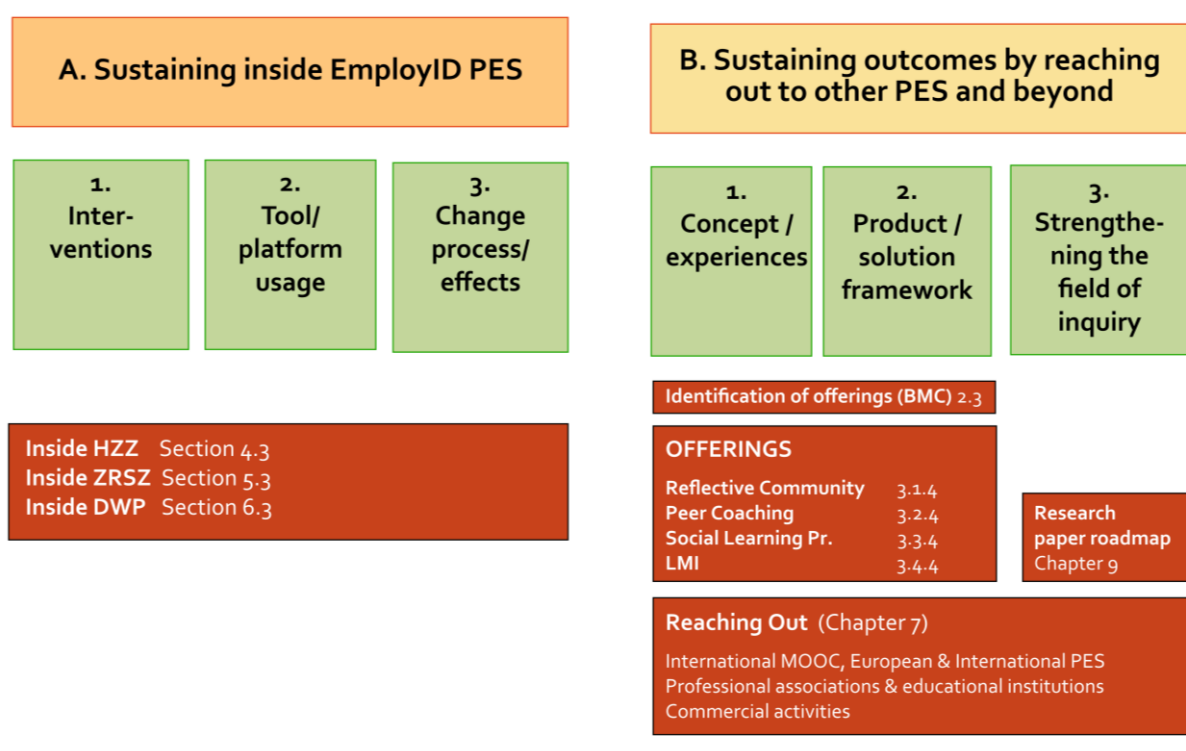 A. Sustaining inside EmployID PES
1.
Inter-
ventions
2.
Tool/
platform
usage
3.
Change
process/
effects
Inside HZZ Section 4.3
Inside ZRSZ Section 5.3
Inside DWP Section 6.3
B. Sustaining outcomes by reaching
out to other PES and beyond
1.
Concept /
experiences
2.
Product /
solution
framework
3.
Strengthe-
ning the
field of
inquiry
Identification of offerings (BMC) 2.3
OFFERINGS
Reflective Community 3.1.4
Peer Coaching 3.2.4
Social Learning Pr. 3.3.4
LMI 3.4.4
Research
paper roadmap
Chapter 9
Reaching Out (Chapter 7)
International MOOC, European & International PES
Professional associations & educational institutions
Commercial activities